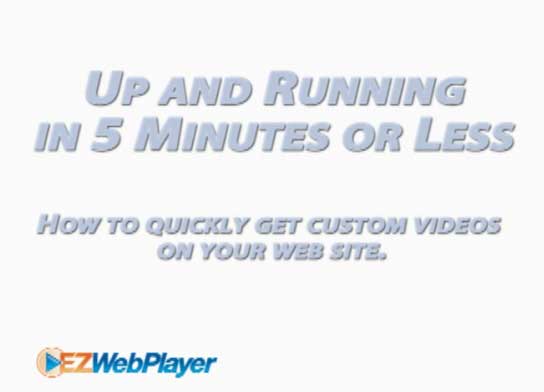 Up and Running
in 5 Minutes or Less
How to quickly get custom videos
on your web site.
EZWebPlayer